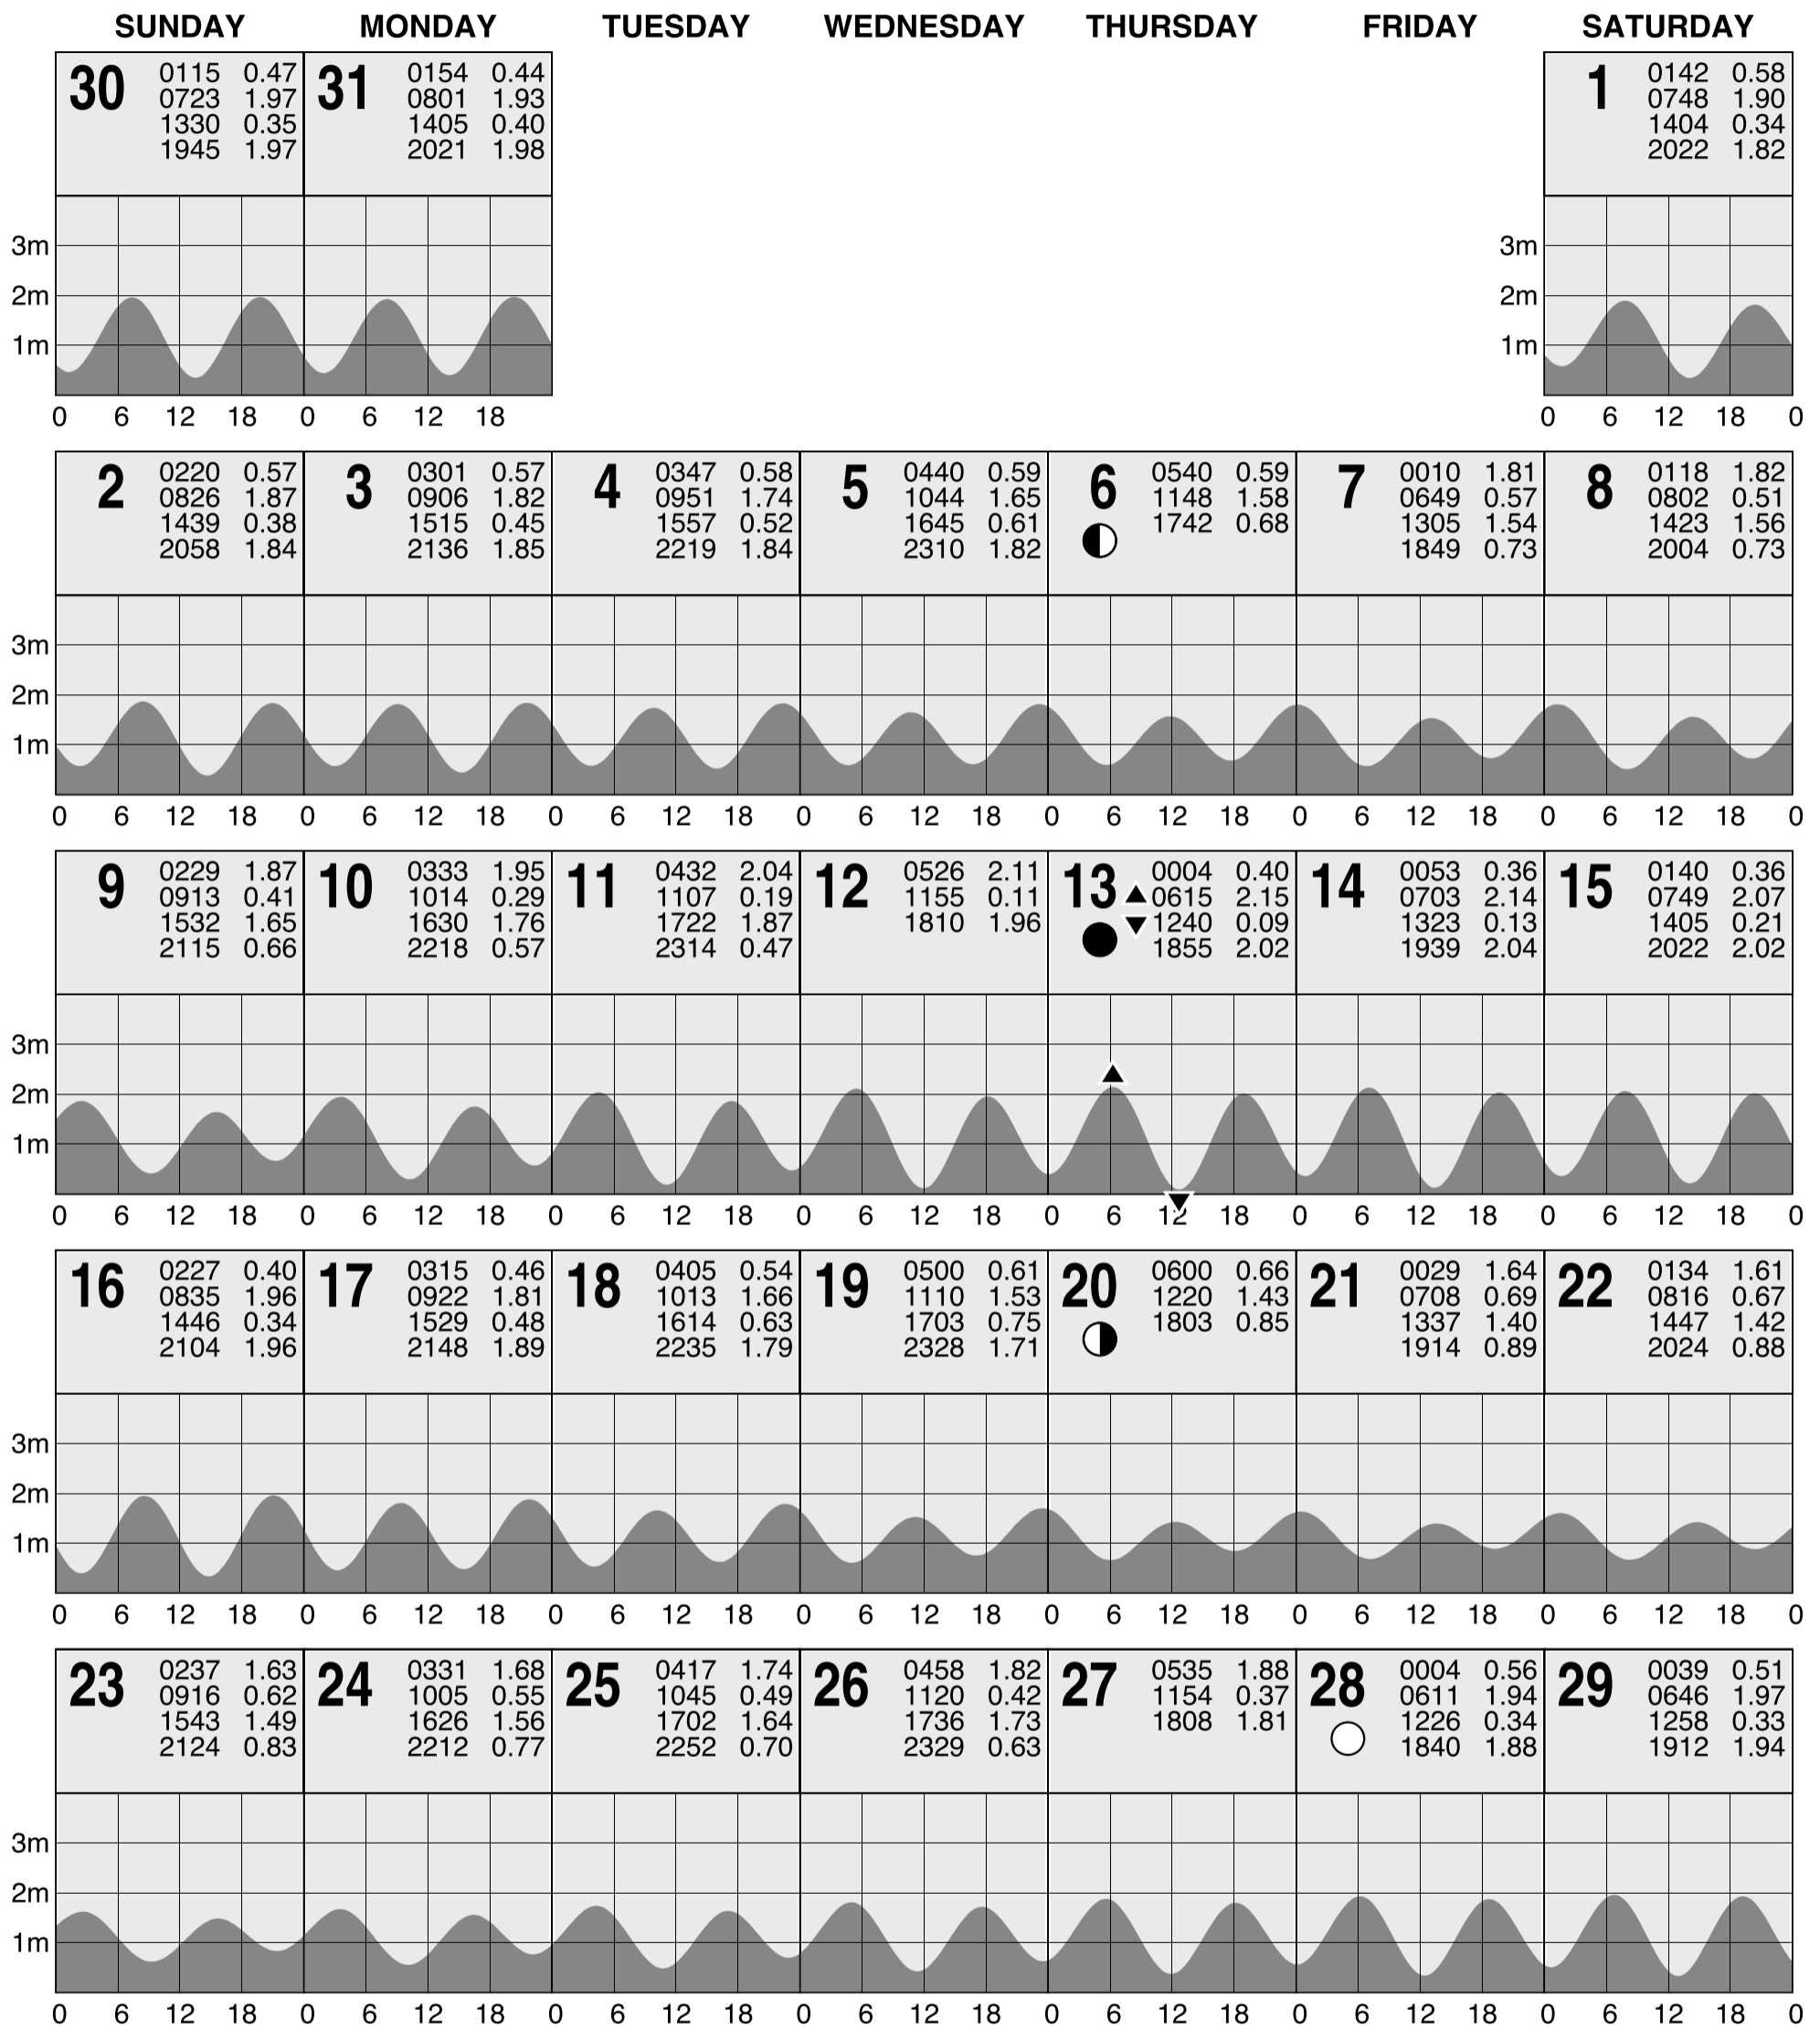 SUNDAY MONDAY TUESDAY WEDNESDAY THURSDAY FRIDAY SATURDAY
30 0115 0.47 31 0154 0.44 1 0142 0.58
0723 1.97 0801 1.93 0748 1.90
1330 0.35 1405 0.40 1404 0.34
1945 1.97 2021 1.98 2022 1.82
3m 3m
2m 2m
1m 1m
0 6 12 18 0 6 12 18 0 6 12 18 0
2 0220 0.57 3 0301 0.57 4 0347 0.58 5 0440 0.59 6 0540 0.59 7 0010 1.81 8 0118 1.82
0826 1.87 0906 1.82 0951 1.74 1044 1.65 1148 1.58 0649 0.57 0802 0.51
1439 0.38 1515 0.45 1557 0.52 1645 0.61 1742 0.68 1305 1.54 1423 1.56
2058 1.84 2136 1.85 2219 1.84 2310 1.82 1849 0.73 2004 0.73
3m
2m
1m
0 6 12 18 0 6 12 18 0 6 12 18 0 6 12 18 0 6 12 18 0 6 12 18 0 6 12 18 0
9 0229 1.87 10 0333 1.95 11 0432 2.04 12 0526 2.11 13 0004 0.40 14 0053 0.36 15 0140 0.36
0913 0.41 1014 0.29 1107 0.19 1155 0.11 0615 2.15 0703 2.14 0749 2.07
1532 1.65 1630 1.76 1722 1.87 1810 1.96 1240 0.09 1323 0.13 1405 0.21
2115 0.66 2218 0.57 2314 0.47 1855 2.02 1939 2.04 2022 2.02
3m
2m
1m
0 6 12 18 0 6 12 18 0 6 12 18 0 6 12 18 0 6 12 18 0 6 12 18 0 6 12 18 0
16 0227 0.40 17 0315 0.46 18 0405 0.54 19 0500 0.61 20 0600 0.66 21 0029 1.64 22 0134 1.61
0835 1.96 0922 1.81 1013 1.66 1110 1.53 1220 1.43 0708 0.69 0816 0.67
1446 0.34 1529 0.48 1614 0.63 1703 0.75 1803 0.85 1337 1.40 1447 1.42
2104 1.96 2148 1.89 2235 1.79 2328 1.71 1914 0.89 2024 0.88
3m
2m
1m
0 6 12 18 0 6 12 18 0 6 12 18 0 6 12 18 0 6 12 18 0 6 12 18 0 6 12 18 0
23 0237 1.63 24 0331 1.68 25 0417 1.74 26 0458 1.82 27 0535 1.88 28 0004 0.56 29 0039 0.51
0916 0.62 1005 0.55 1045 0.49 1120 0.42 1154 0.37 0611 1.94 0646 1.97
1543 1.49 1626 1.56 1702 1.64 1736 1.73 1808 1.81 1226 0.34 1258 0.33
2124 0.83 2212 0.77 2252 0.70 2329 0.63 1840 1.88 1912 1.94
3m
2m
1m
0 6 12 18 0 6 12 18 0 6 12 18 0 6 12 18 0 6 12 18 0 6 12 18 0 6 12 18 0